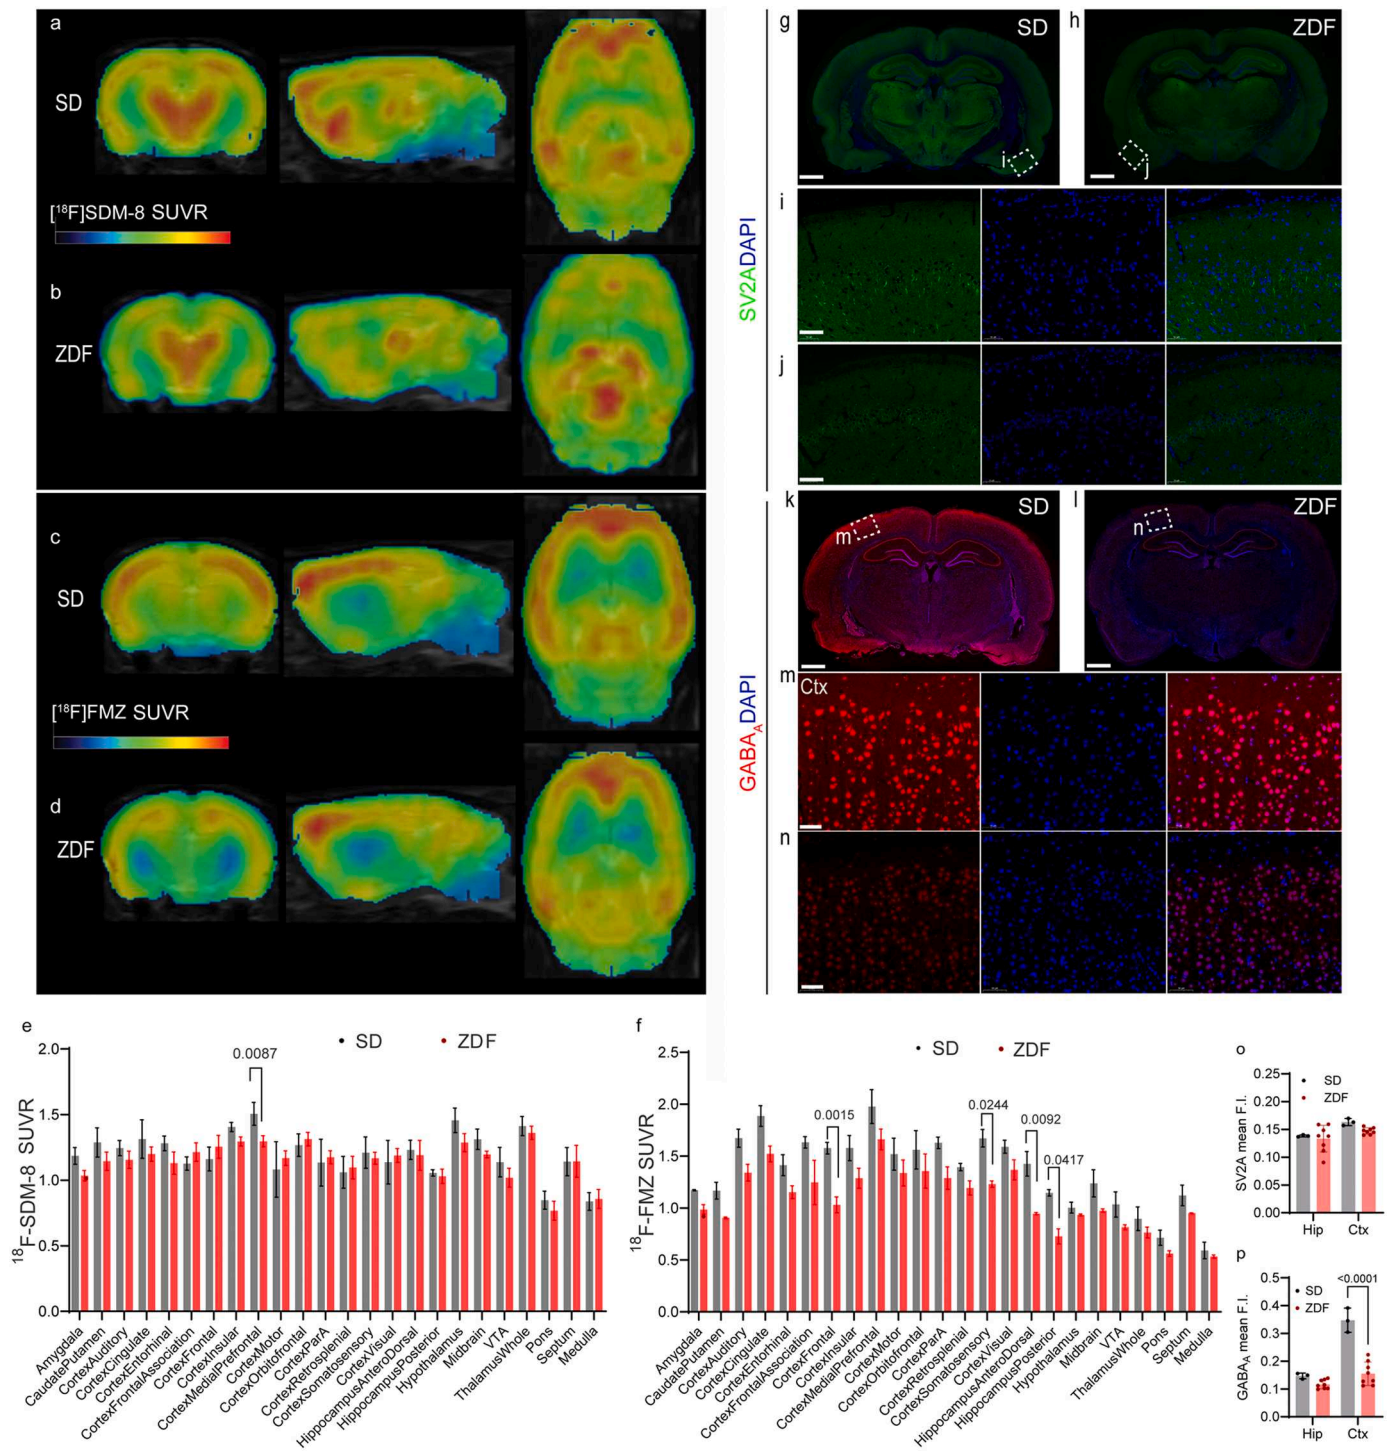 a
SD
[¹⁸F]SDM-8 SUVR
b
ZDF
c
SD
[¹⁸F]FMZ SUVR
d
ZDF
g
SD
h
ZDF
i
j
SV2ADAPI
i
j
k
SD
l
ZDF
m
n
GABA_A DAPI
m
Ctx
n
e
SD
ZDF
¹⁸F-SDM-8 SUVR
2.0
1.5
1.0
0.5
0.0
0.0087
Amygdala
CaudatePutamen
CortexAuditory
CortexCingulate
CortexEntorhinal
CortexFrontalAssociation
CortexFrontal
CortexInsular
CortexMedialPrefrontal
CortexMotor
CortexOrbitofrontal
CortexParA
CortexRetrosplenial
CortexSomatosensory
CortexVisual
HippocampusAnteroDorsal
HippocampusPosterior
Hypothalamus
Midbrain
VTA
ThalamusWhole
Pons
Septum
Medulla
f
SD
ZDF
¹⁸F-FMZ SUVR
2.5
2.0
1.5
1.0
0.5
0.0
0.0015
0.0244
0.0092
0.0417
Amygdala
CaudatePutamen
CortexAuditory
CortexCingulate
CortexEntorhinal
CortexFrontalAssociation
CortexFrontal
CortexInsular
CortexMedialPrefrontal
CortexMotor
CortexOrbitofrontal
CortexParA
CortexRetrosplenial
CortexSomatosensory
CortexVisual
HippocampusAnteroDorsal
HippocampusPosterior
Hypothalamus
Midbrain
VTA
ThalamusWhole
Pons
Septum
Medulla
o
SV2A mean F.I.
0.25
0.20
0.15
0.10
0.05
0.00
SD
ZDF
Hip
Ctx
p
GABA_A mean F.I.
0.5
0.4
0.3
0.2
0.1
0.0
SD
ZDF
<0.0001
Hip
Ctx